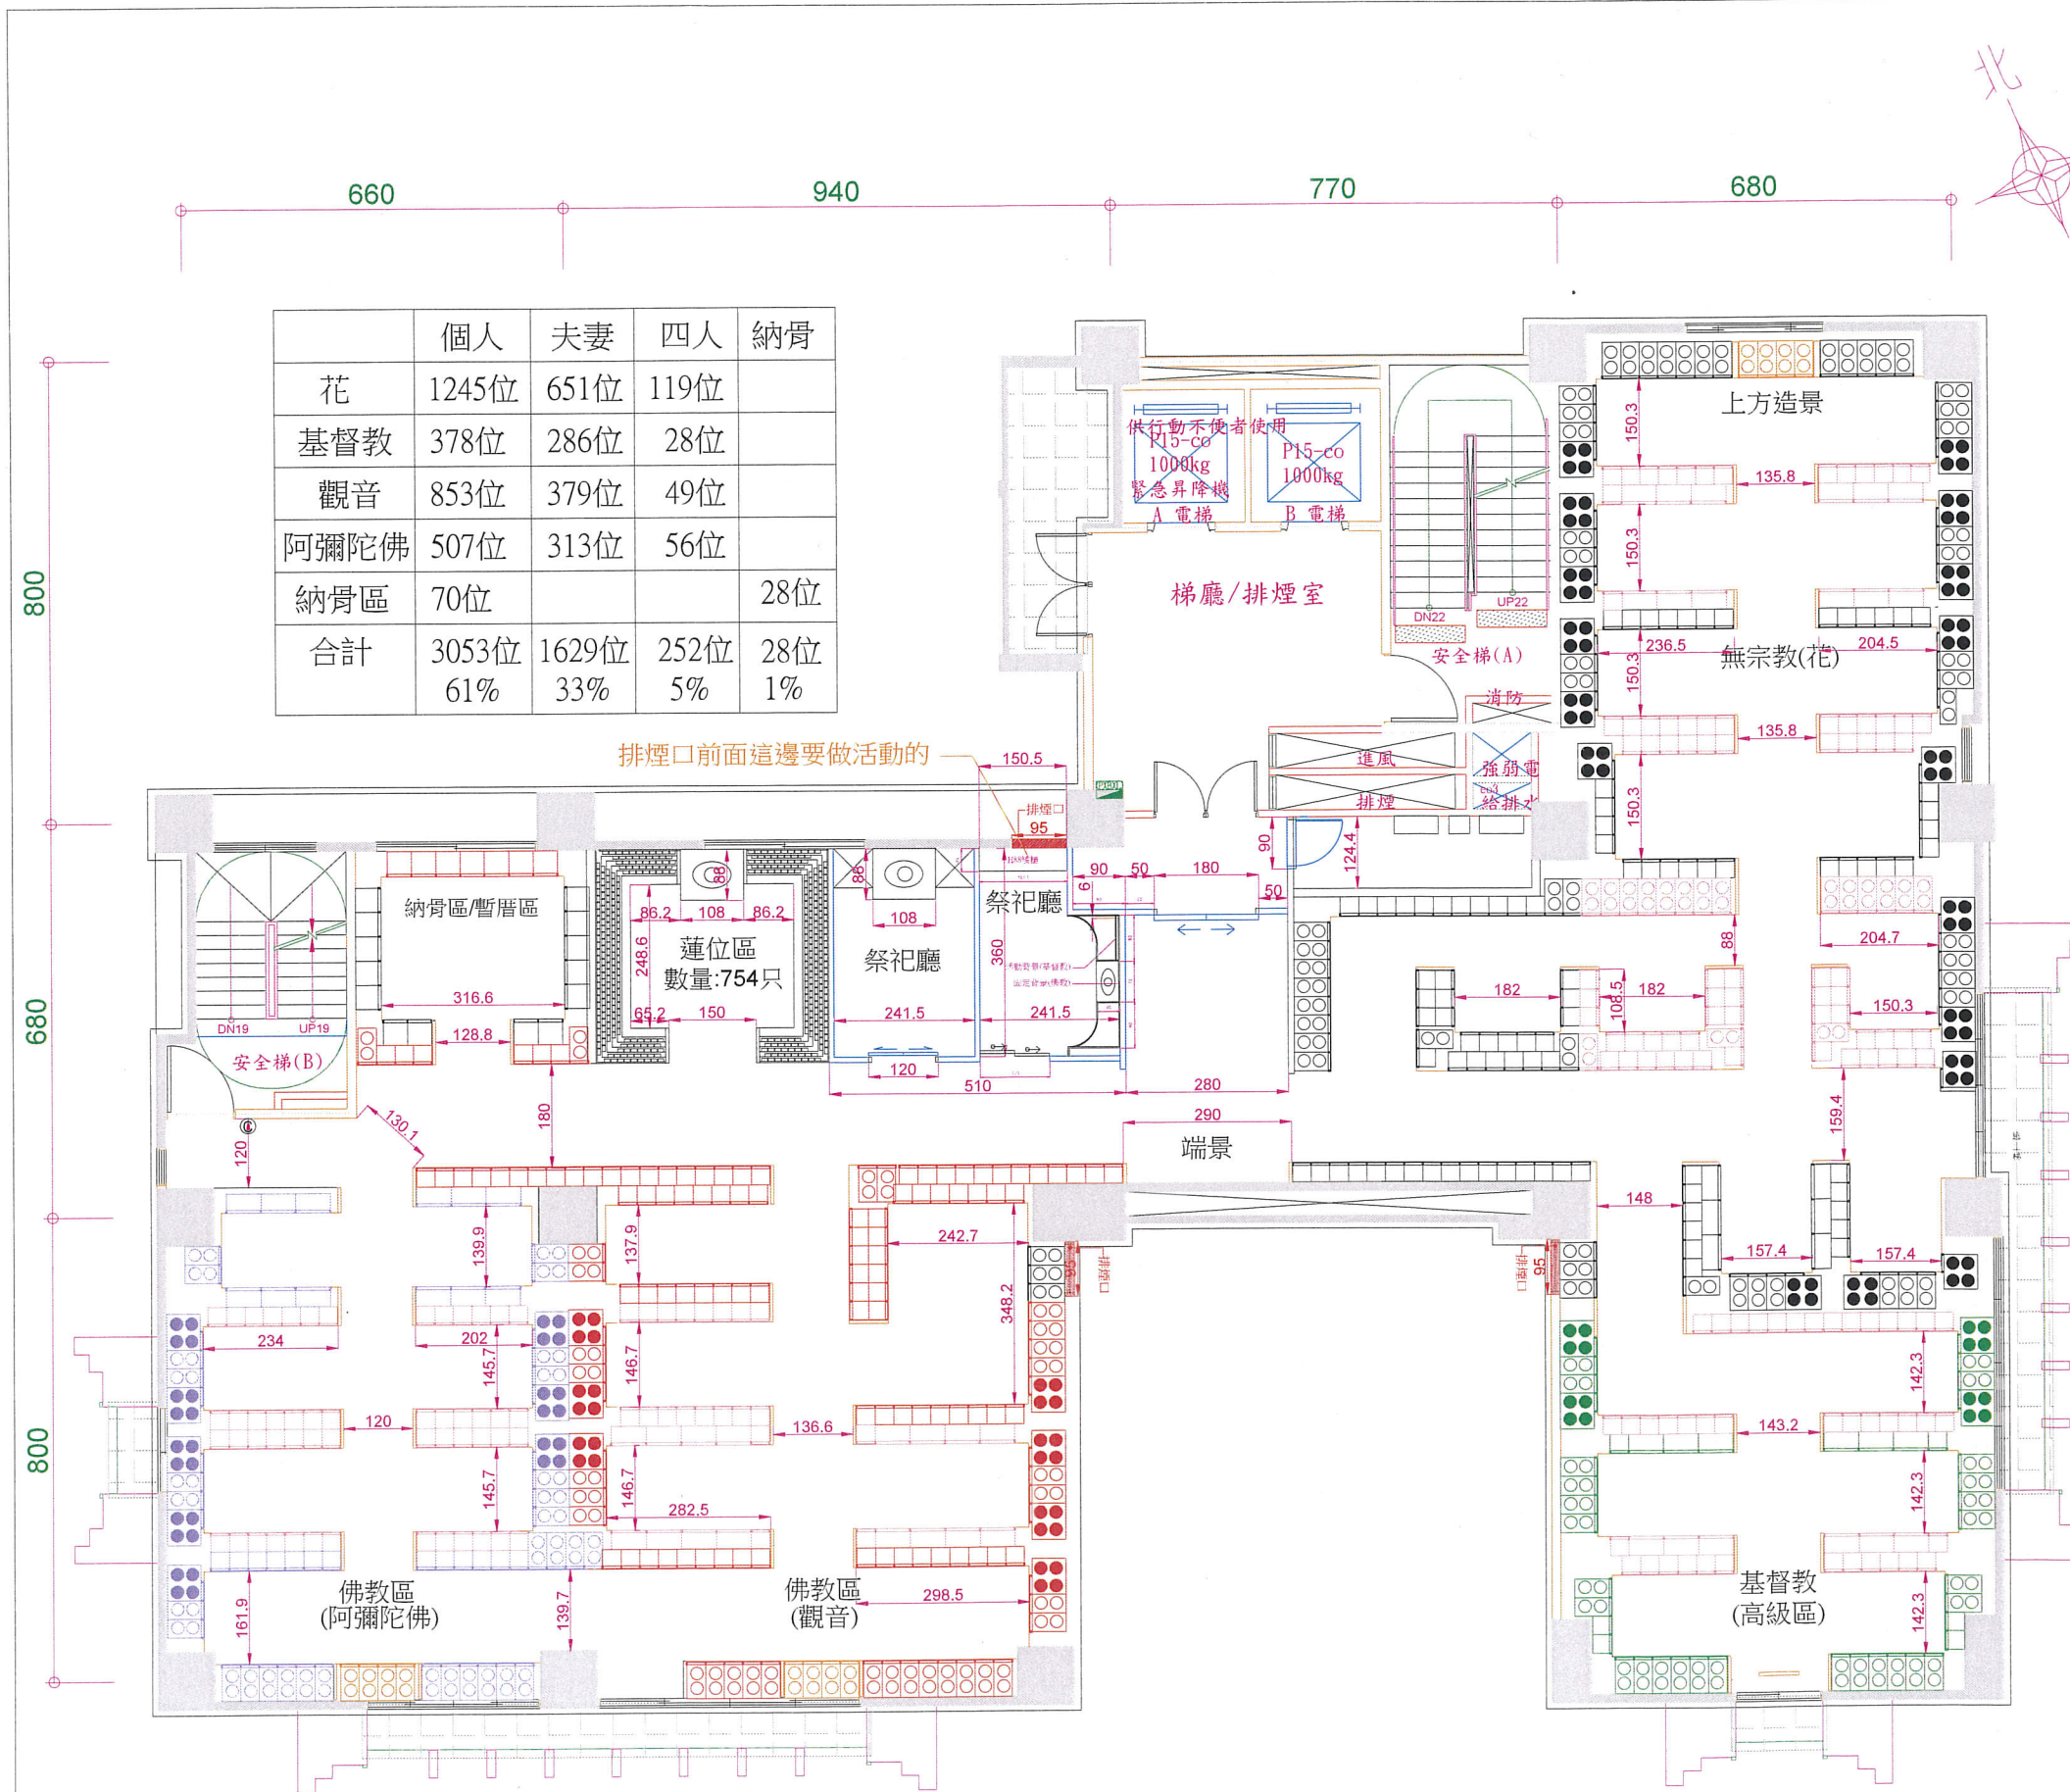 北
660
940
770
680
800
680
800
個人 夫妻 四人 納骨
花 1245位 651位 119位
基督教 378位 286位 28位
觀音 853位 379位 49位
阿彌陀佛 507位 313位 56位
納骨區 70位 28位
合計 3053位 1629位 252位 28位
61% 33% 5% 1%
排煙口前面這邊要做活動的
150.5
排煙口
95
供行動不便者使用
P15-co
1000kg
緊急昇降機
A 電梯
P15-co
1000kg
B 電梯
梯廳/排煙室
DN22
UP22
安全梯(A)
消防
進風
排煙
強弱電
給排水
上方造景
150.3
135.8
150.3
236.5
204.5
無宗教(花)
150.3
135.8
150.3
90
124.4
90
50
180
50
6
納骨區/暫厝區
316.6
128.8
DN19
UP19
安全梯(B)
88
86.2
108
86.2
248.6
蓮位區
數量:754只
65.2
150
88
108
祭祀廳
241.5
120
祭祀廳
360
241.5
510
280
290
端景
88
204.7
182
108.5
182
150.3
159.4
148
157.4
157.4
120
130.1
180
139.9
137.9
242.7
348.2
95
排煙口
排煙口
95
234
202
145.7
146.7
120
136.6
145.7
146.7
282.5
佛教區
(阿彌陀佛)
161.9
139.7
佛教區
(觀音)
298.5
142.3
143.2
142.3
基督教
(高級區)
142.3